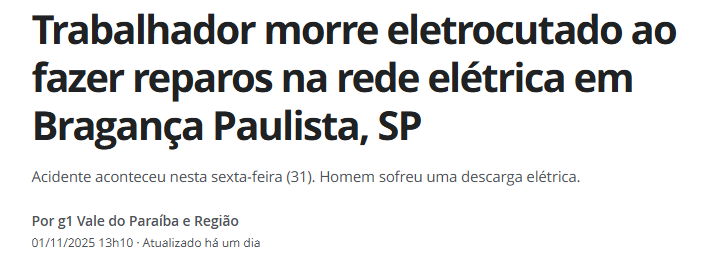 Trabalhador morre eletrocutado ao
fazer reparos na rede elétrica em
Bragança Paulista, SP
Acidente aconteceu nesta sexta-feira (31). Homem sofreu uma descarga elétrica.
Por g1 Vale do Paraíba e Região
01/11/2025 13h10 · Atualizado há um dia